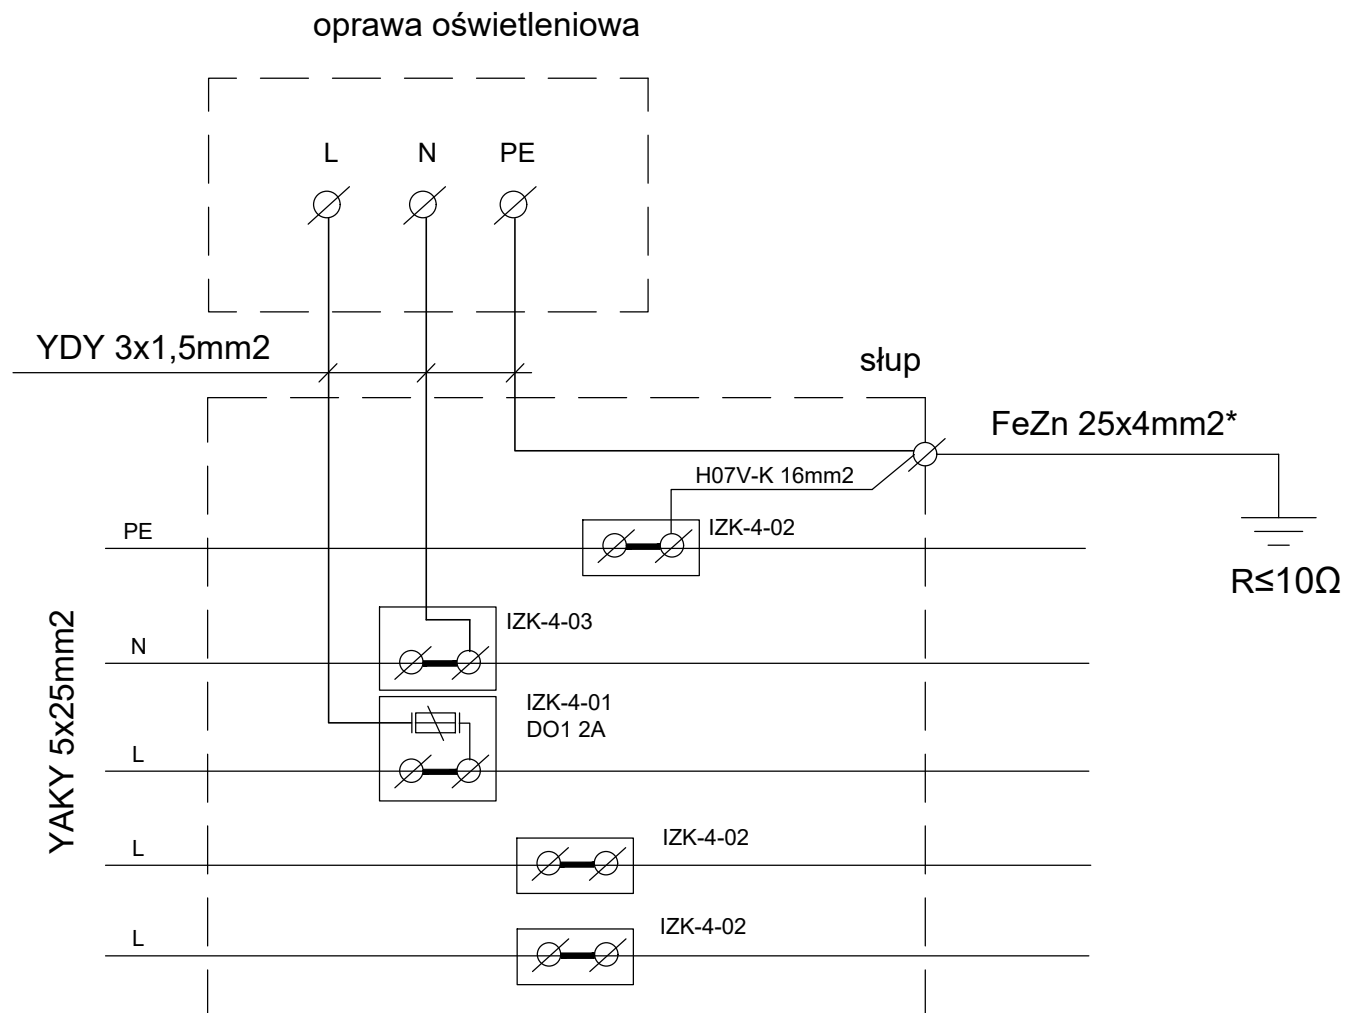 oprawa oświetleniowa
L N PE
YDY 3x1,5mm2
słup
FeZn 25x4mm2*
H07V-K 16mm2
PE
IZK-4-02
R≤10Ω
YAKY 5x25mm2
N
IZK-4-03
IZK-4-01
DO1 2A
L
L
IZK-4-02
L
IZK-4-02